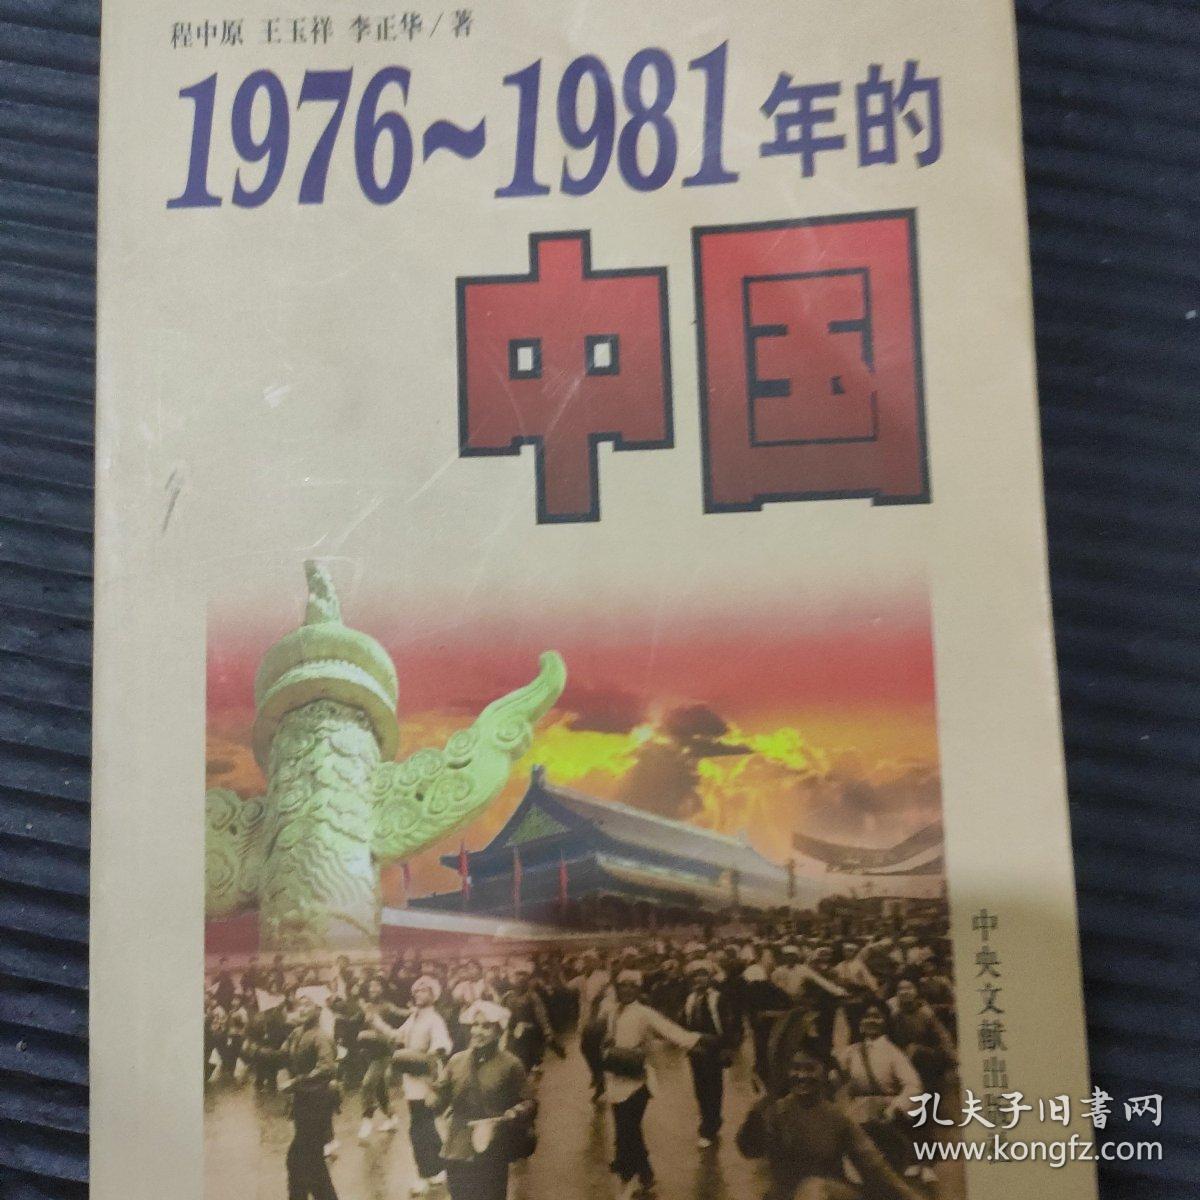 程中原 王玉祥 李正华/著
1976~1981年的
中国
中央文献出
孔夫子旧書网
www.kongfz.com